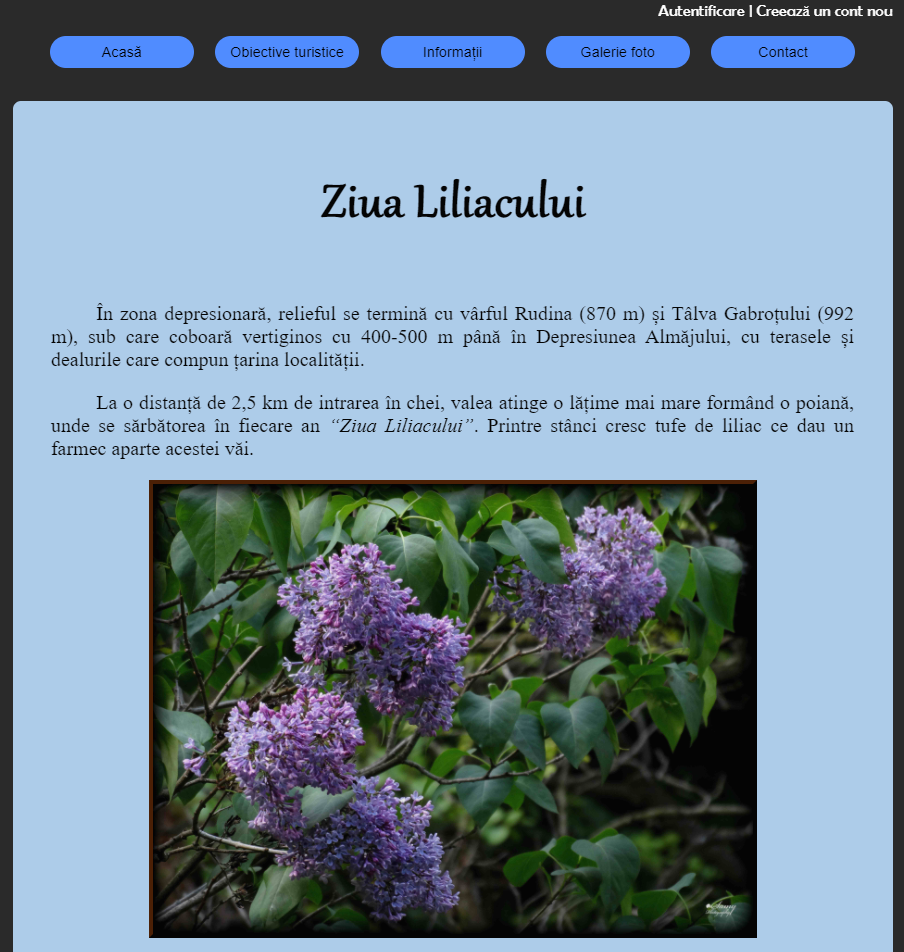 Autentificare | Creează un cont nou
Acasă Obiective turistice Informații Galerie foto Contact
Ziua Liliacului
În zona depresionară, relieful se termină cu vârful Rudina (870 m) și Tâlva Gabroțului (992
m), sub care coboară vertiginos cu 400-500 m până în Depresiunea Almăjului, cu terasele și
dealurile care compun țarina localității.
La o distanță de 2,5 km de intrarea în chei, valea atinge o lățime mai mare formând o poiană,
unde se sărbătorea în fiecare an “Ziua Liliacului”. Printre stânci cresc tufe de liliac ce dau un
farmec aparte acestei văi.